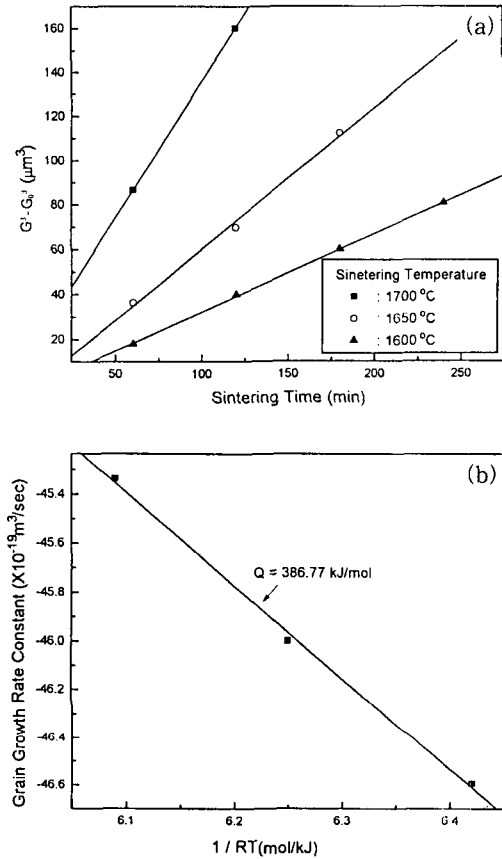 (a)
G³-G₀³ (µm³)
160
140
120
100
80
60
40
20
50
100
150
200
250
Sintering Time (min)
Sinetering Temperature
: 1700 °C
: 1650 °C
: 1600 °C
(b)
Grain Growth Rate Constant (X10⁻¹⁹m³/sec)
-45.4
-45.6
-45.8
-46.0
-46.2
-46.4
-46.6
Q = 386.77 kJ/mol
6.1
6.2
6.3
6.4
1 / RT(mol/kJ)